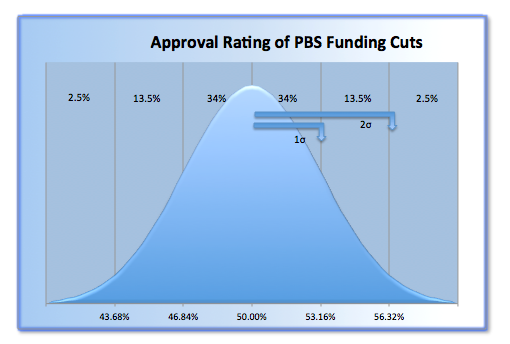 Approval Rating of PBS Funding Cuts
2.5% 13.5% 34% 34% 13.5% 2.5%
2σ
1σ
43.68% 46.84% 50.00% 53.16% 56.32%